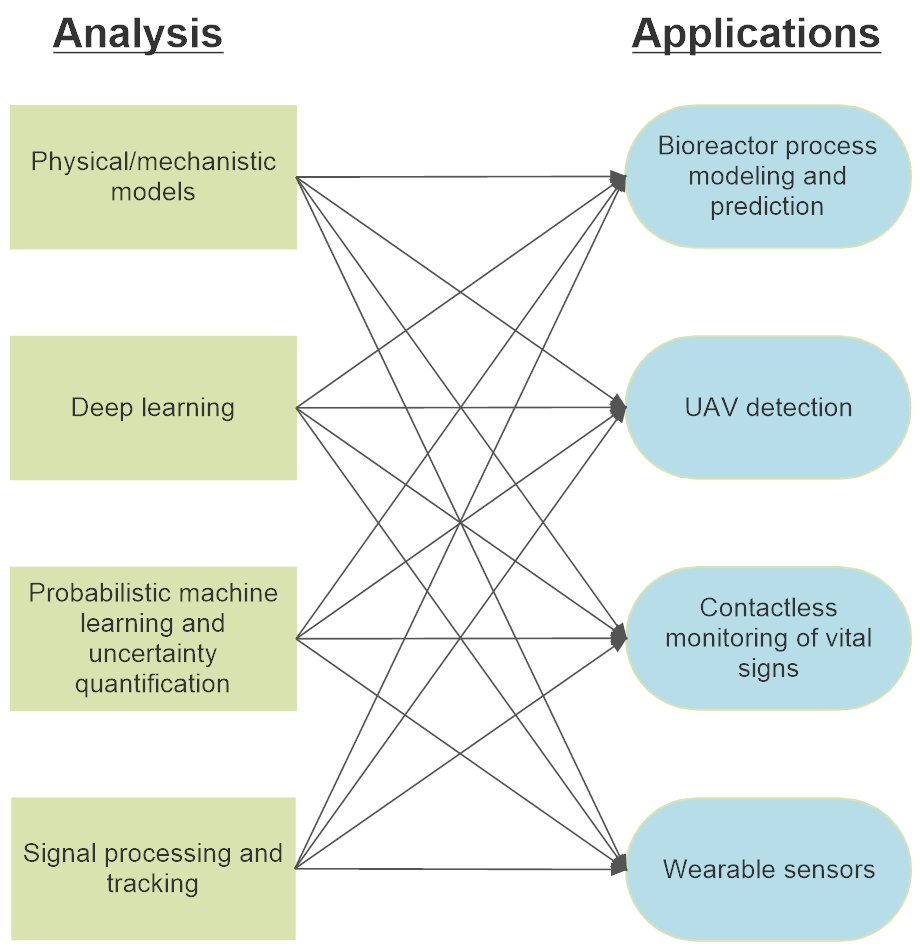 Analysis
Applications
Physical/mechanistic
models
Bioreactor process
modeling and
prediction
Deep learning
UAV detection
Probabilistic machine
learning and
uncertainty
quantification
Contactless
monitoring of vital
signs
Signal processing and
tracking
Wearable sensors